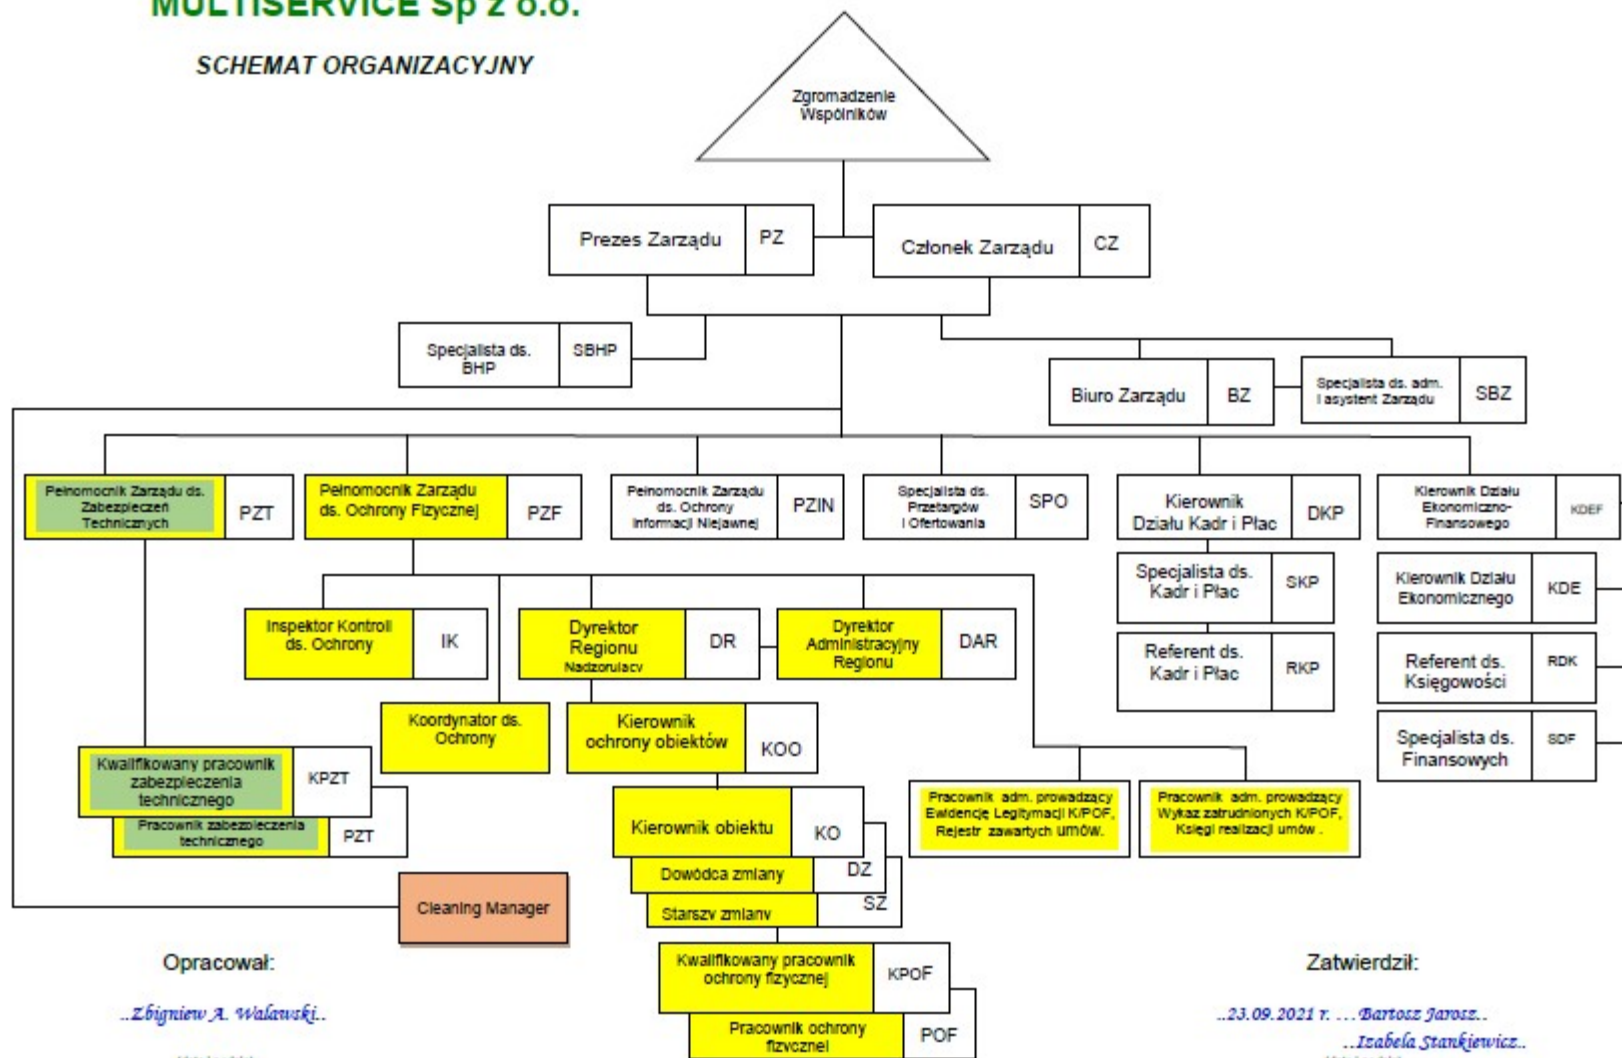 MULTISERVICE Sp z o.o.
SCHEMAT ORGANIZACYJNY
Zgromadzenie
Wspólników
Prezes Zarządu
PZ
Członek Zarządu
CZ
Specjalista ds.
BHP
SBHP
Biuro Zarządu
BZ
Specjalista ds. adm.
I asystent Zarządu
SBZ
Pełnomocnik Zarządu ds.
Zabezpieczeń
Technicznych
PZT
Pełnomocnik Zarządu
ds. Ochrony Fizycznej
PZF
Pełnomocnik Zarządu
ds. Ochrony
Informacji Niejawnej
PZIN
Specjalista ds.
Przetargów
I Ofertowania
SPO
Kierownik
Działu Kadr i Płac
DKP
Kierownik Działu
Ekonomiczno-
Finansowego
KDEF
Specjalista ds.
Kadr i Płac
SKP
Kierownik Działu
Ekonomicznego
KDE
Inspektor Kontroli
ds. Ochrony
IK
Dyrektor
Regionu
Nadzorujący
DR
Dyrektor
Administracyjny
Regionu
DAR
Referent ds.
Kadr i Płac
RKP
Referent ds.
Księgowości
RDK
Koordynator ds.
Ochrony
Kierownik
ochrony obiektów
KOO
Specjalista ds.
Finansowych
SDF
Kwalifikowany pracownik
zabezpieczenia
technicznego
KPZT
Pracownik zabezpieczenia
technicznego
PZT
Kierownik obiektu
KO
Dowódca zmiany
DZ
Starszy zmiany
SZ
Pracownik adm. prowadzący
Ewidencję Legitymacji K/POF,
Rejestr zawartych umów.
Pracownik adm. prowadzący
Wykaz zatrudnionych K/POF,
Księgi realizacji umów .
Cleaning Manager
Kwalifikowany pracownik
ochrony fizycznej
KPOF
Pracownik ochrony
fizycznej
POF
Opracował:
..Zbigniew A. Walawski..
Zatwierdził:
..23.09.2021 r. ... Bartosz Jarosz..
..Izabela Stankiewicz..